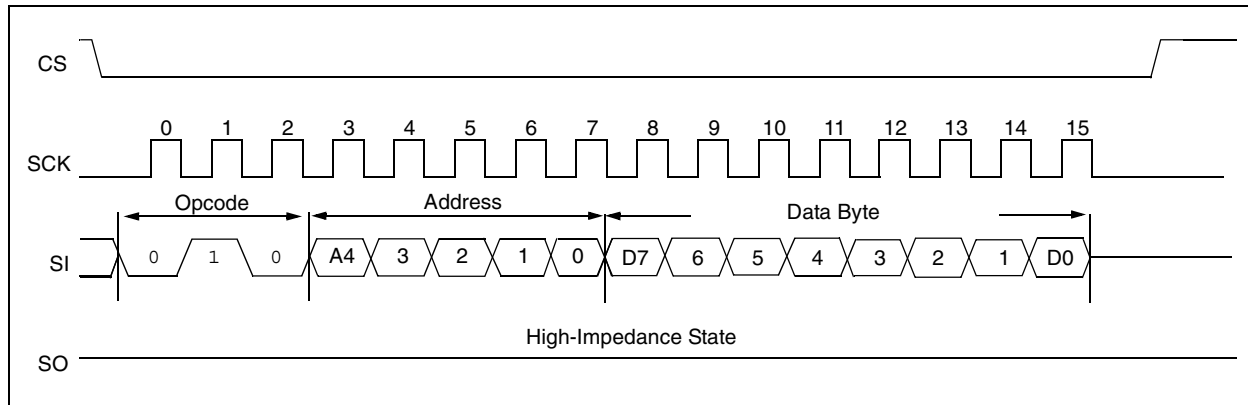 CS
0 1 2 3 4 5 6 7 8 9 10 11 12 13 14 15
SCK
Opcode Address Data Byte
SI 0 1 0 A4 3 2 1 0 D7 6 5 4 3 2 1 D0
High-Impedance State
SO